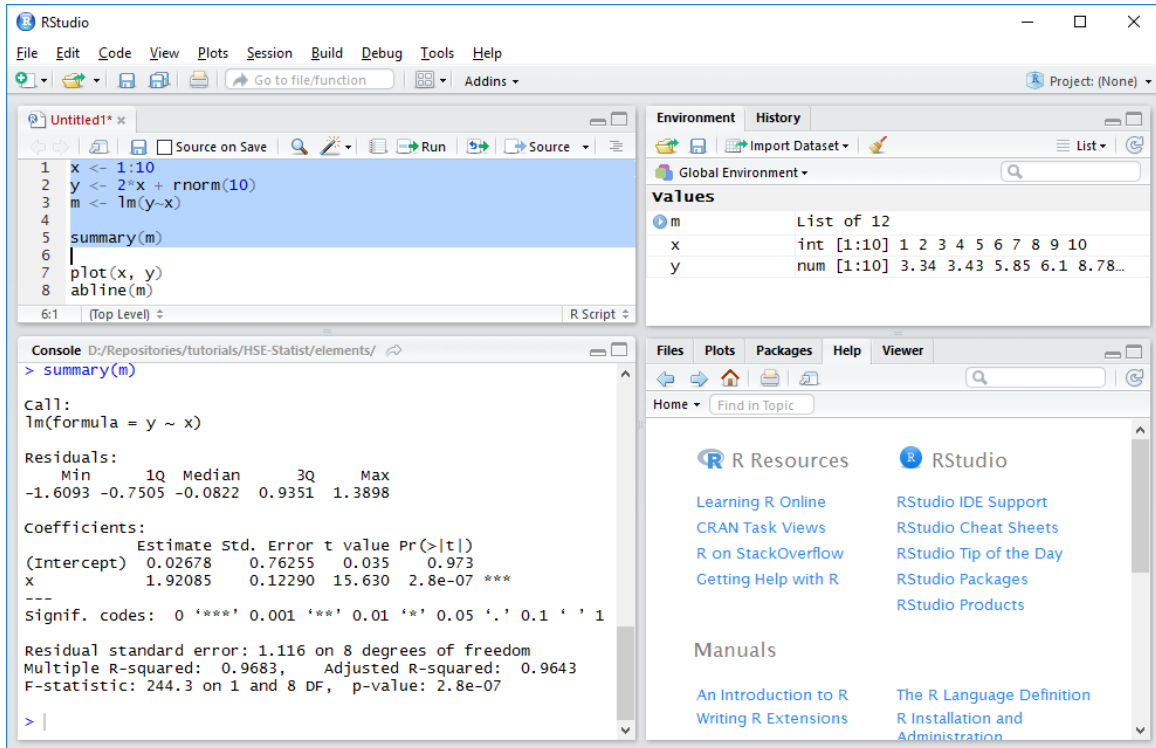 RStudio
File Edit Code View Plots Session Build Debug Tools Help
Go to file/function Addins Project: (None)
Untitled1*
Source on Save Run Source
1 x <- 1:10
2 y <- 2*x + rnorm(10)
3 m <- lm(y~x)
4
5 summary(m)
6
7 plot(x, y)
8 abline(m)
6:1 (Top Level) R Script
Console D:/Repositories/tutorials/HSE-Statist/elements/
> summary(m)
Call:
lm(formula = y ~ x)
Residuals:
Min 1Q Median 3Q Max
-1.6093 -0.7505 -0.0822 0.9351 1.3898
Coefficients:
Estimate Std. Error t value Pr(>|t|)
(Intercept) 0.02678 0.76255 0.035 0.973
x 1.92085 0.12290 15.630 2.8e-07 ***
---
Signif. codes: 0 ‘***’ 0.001 ‘**’ 0.01 ‘*’ 0.05 ‘.’ 0.1 ‘ ’ 1
Residual standard error: 1.116 on 8 degrees of freedom
Multiple R-squared: 0.9683, Adjusted R-squared: 0.9643
F-statistic: 244.3 on 1 and 8 DF, p-value: 2.8e-07
>
Environment History
Import Dataset List
Global Environment
Values
m List of 12
x int [1:10] 1 2 3 4 5 6 7 8 9 10
y num [1:10] 3.34 3.43 5.85 6.1 8.78…
Files Plots Packages Help Viewer
Home Find in Topic
R R Resources
Learning R Online
CRAN Task Views
R on StackOverflow
Getting Help with R
R RStudio
RStudio IDE Support
RStudio Cheat Sheets
RStudio Tip of the Day
RStudio Packages
RStudio Products
Manuals
An Introduction to R
Writing R Extensions
The R Language Definition
R Installation and
Administration